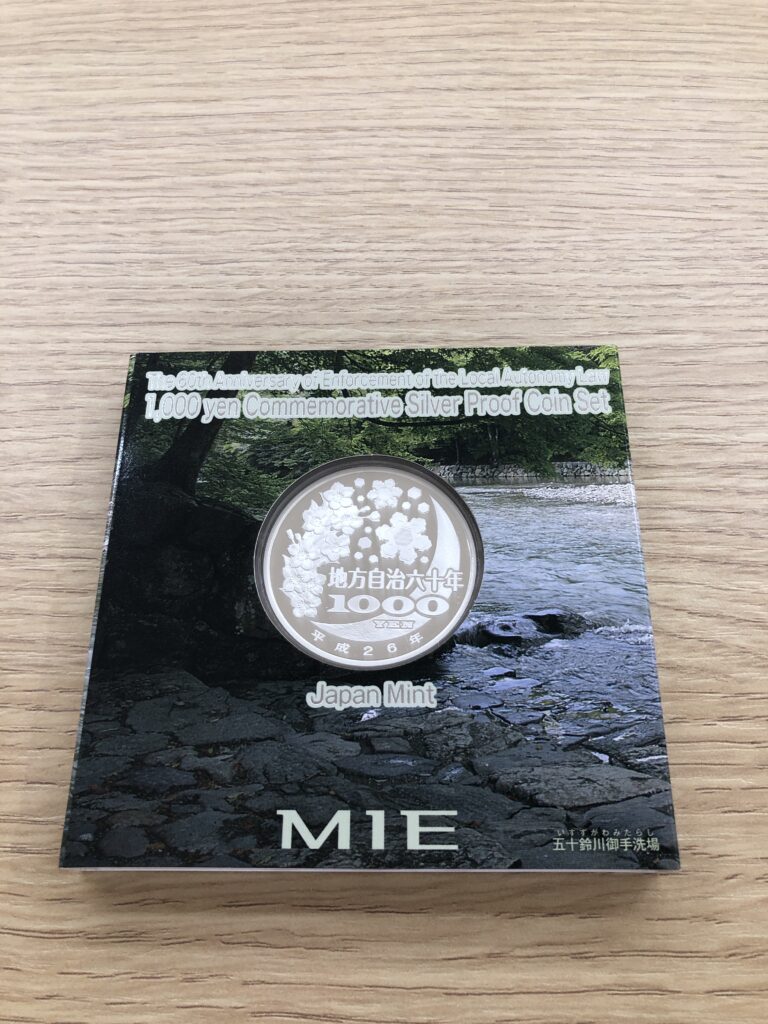 The 60th Anniversary of Enforcement of the Local Autonomy Law
1,000 yen Commemorative Silver Proof Coin Set
地方自治六十年
1000
YEN
平成26年
Japan Mint
MIE
いすずがわみたらし
五十鈴川御手洗場